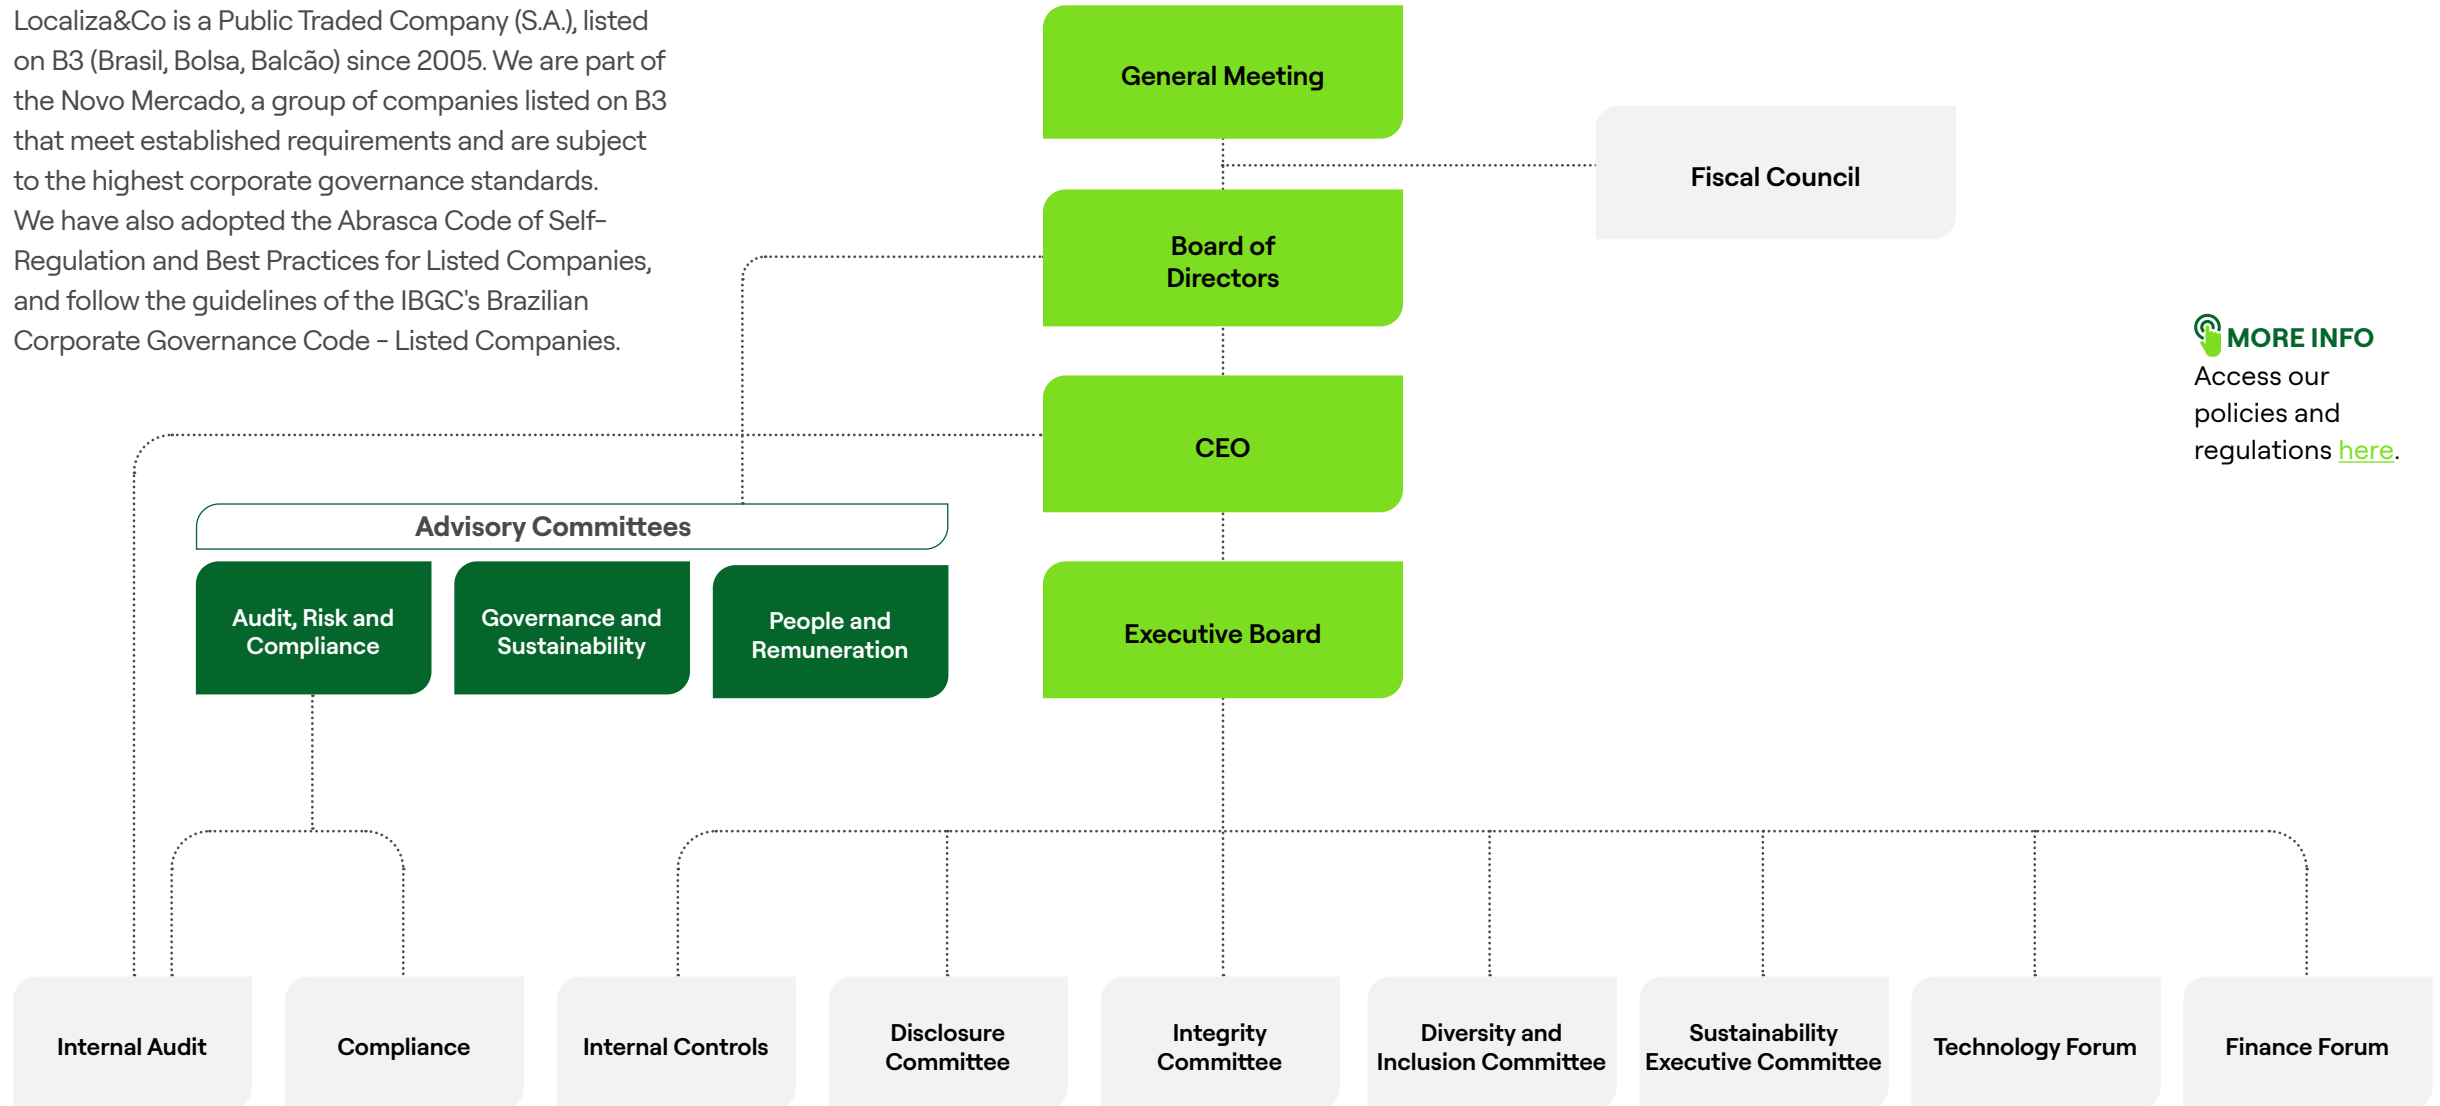 Localiza&Co is a Public Traded Company (S.A.), listed
on B3 (Brasil, Bolsa, Balcão) since 2005. We are part of
the Novo Mercado, a group of companies listed on B3
that meet established requirements and are subject
to the highest corporate governance standards.
We have also adopted the Abrasca Code of Self-
Regulation and Best Practices for Listed Companies,
and follow the guidelines of the IBGC's Brazilian
Corporate Governance Code - Listed Companies.
General Meeting
Fiscal Council
Board of
Directors
MORE INFO
Access our
policies and
regulations here.
CEO
Advisory Committees
Audit, Risk and
Compliance
Governance and
Sustainability
People and
Remuneration
Executive Board
Internal Audit
Compliance
Internal Controls
Disclosure
Committee
Integrity
Committee
Diversity and
Inclusion Committee
Sustainability
Executive Committee
Technology Forum
Finance Forum